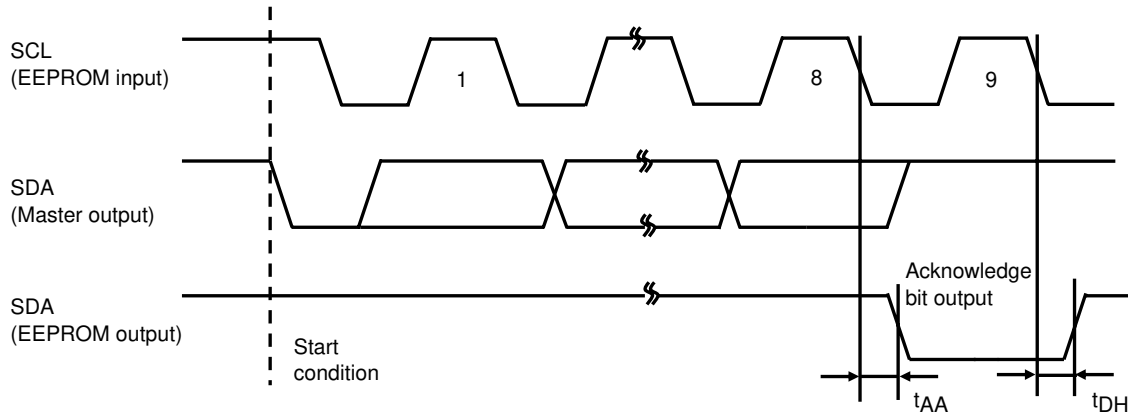 SCL
(EEPROM input)
1
8
9
SDA
(Master output)
SDA
(EEPROM output)
Acknowledge
bit output
Start
condition
tAA
tDH